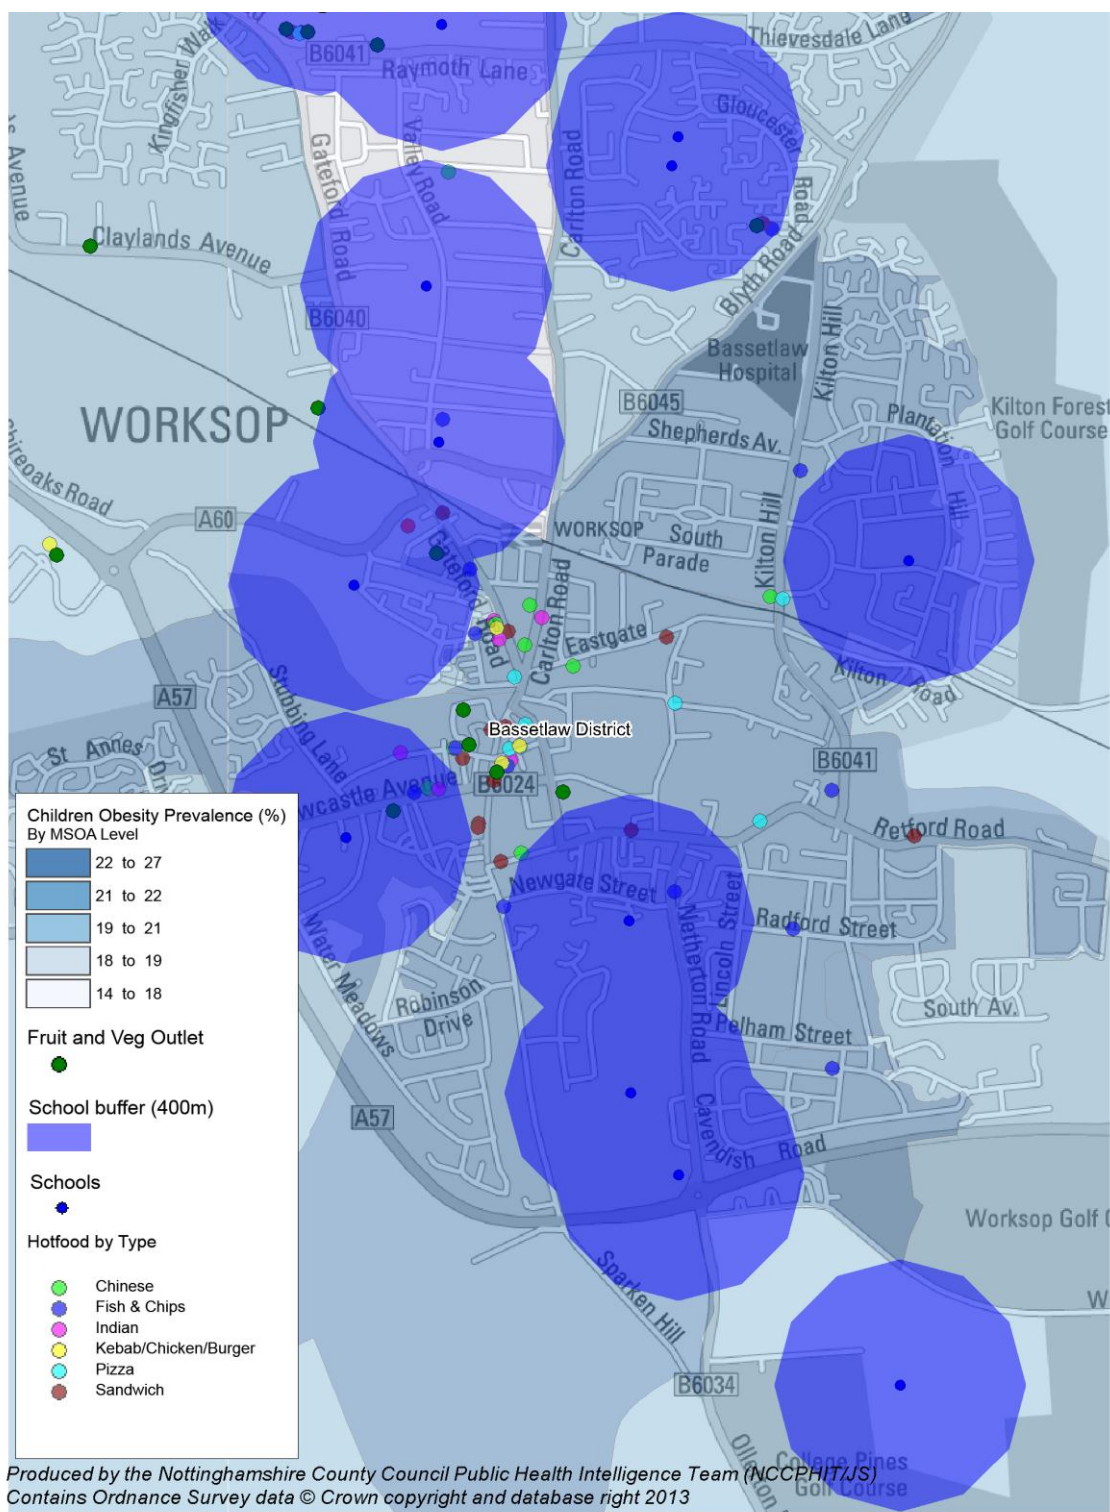 B6041
Raymoth Lane
Thievesdale Lane
Kingfisher Walk
Gloucester
Road
Gateford Road
Valley Road
Carlton Road
Avenue
Claylands Avenue
Blyth Road
B6040
Bassetlaw
Hospital
Kilton Hill
B6045
WORKSOP
Shepherds Av.
Plantation Hill
Kilton Forest
Golf Course
Shireoaks Road
A60
WORKSOP
South
Parade
Kilton Hill
Gateford Road
Carlton Road
Eastgate
Kilton Road
A57
Stubbing Lane
St Annes Drive
Bassetlaw District
B6024
B6041
Retford Road
wcastle Avenue
Newgate Street
Lincoln Street
Radford Street
Netherton Road
Water Meadows
Robinson
Drive
South Av.
Pelham Street
A57
Cavendish Road
Worksop Golf C
Sparken Hill
W
B6034
College Pines
Golf Course
Children Obesity Prevalence (%)
By MSOA Level
22 to 27
21 to 22
19 to 21
18 to 19
14 to 18
Fruit and Veg Outlet
School buffer (400m)
Schools
Hotfood by Type
Chinese
Fish & Chips
Indian
Kebab/Chicken/Burger
Pizza
Sandwich
Produced by the Nottinghamshire County Council Public Health Intelligence Team (NCCPHIT/JS)
Contains Ordnance Survey data © Crown copyright and database right 2013